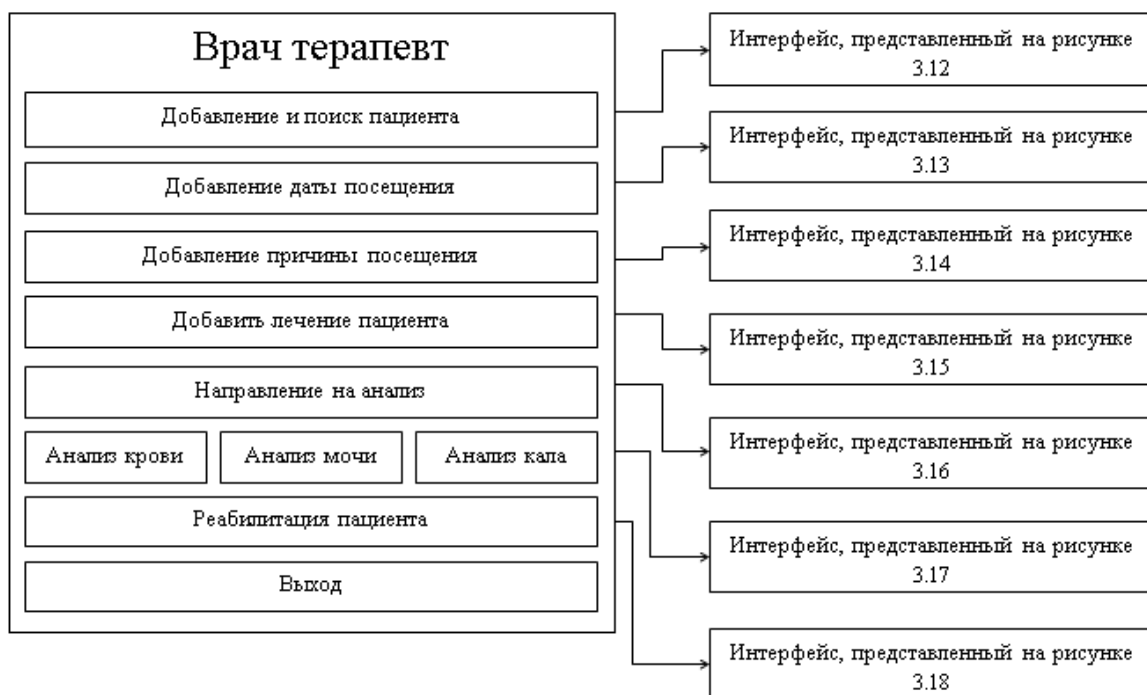 Врач терапевт
Добавление и поиск пациента
Добавление даты посещения
Добавление причины посещения
Добавить лечение пациента
Направление на анализ
Анализ крови
Анализ мочи
Анализ кала
Реабилитация пациента
Выход
Интерфейс, представленный на рисунке
3.12
Интерфейс, представленный на рисунке
3.13
Интерфейс, представленный на рисунке
3.14
Интерфейс, представленный на рисунке
3.15
Интерфейс, представленный на рисунке
3.16
Интерфейс, представленный на рисунке
3.17
Интерфейс, представленный на рисунке
3.18